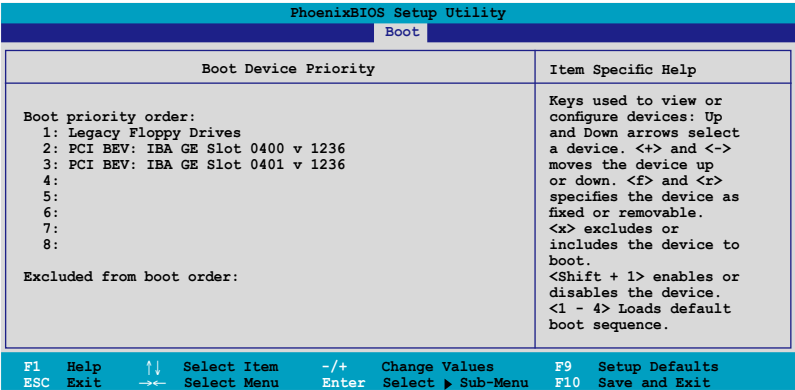 PhoenixBIOS Setup Utility
Boot
Boot Device Priority
Boot priority order:
1: Legacy Floppy Drives
2: PCI BEV: IBA GE Slot 0400 v 1236
3: PCI BEV: IBA GE Slot 0401 v 1236
4:
5:
6:
7:
8:
Excluded from boot order:
Item Specific Help
Keys used to view or
configure devices: Up
and Down arrows select
a device. <+> and <->
moves the device up
or down. <f> and <r>
specifies the device as
fixed or removable.
<x> excludes or
includes the device to
boot.
<Shift + 1> enables or
disables the device.
<1 - 4> Loads default
boot sequence.
F1 Help ↑↓ Select Item -/+ Change Values F9 Setup Defaults
ESC Exit →← Select Menu Enter Select ▶ Sub-Menu F10 Save and Exit